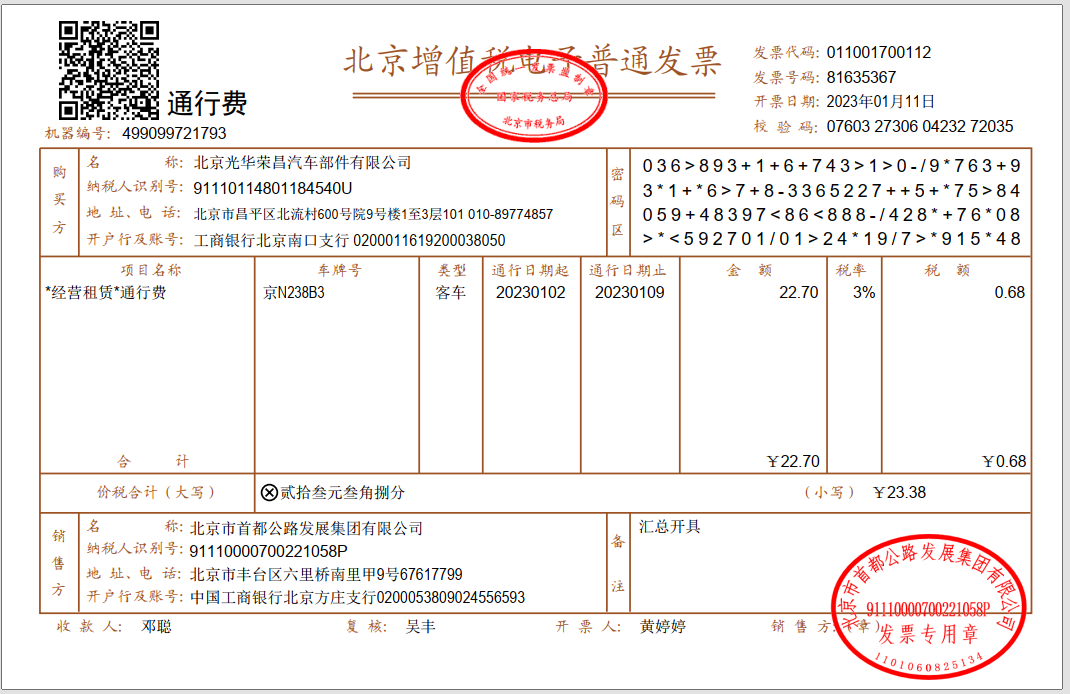 北京增值税电子普通发票
全国统一发票监制章
国家税务总局
北京市税务局
通行费
机器编号: 499099721793
发票代码: 011001700112
发票号码: 81635367
开票日期: 2023年01月11日
校 验 码: 07603 27306 04232 72035
购买方
名 称: 北京光华荣昌汽车部件有限公司
纳税人识别号: 91110114801184540U
地 址、电 话: 北京市昌平区北流村600号院9号楼1至3层101 010-89774857
开户行及账号: 工商银行北京南口支行 0200011619200038050
密码区
036>893+1+6+743>1>0-/9*763+9
3*1+*6>7+8-3365227++5+*75>84
059+48397<86<888-/428*+76*08
>*<592701/01>24*19/7>*915*48
项目名称 车牌号 类型 通行日期起 通行日期止 金 额 税率 税 额
*经营租赁*通行费 京N238B3 客车 20230102 20230109 22.70 3% 0.68
合 计 ￥22.70 ￥0.68
价税合计（大写） ⊗贰拾叁元叁角捌分 （小写） ￥23.38
销售方
名 称: 北京市首都公路发展集团有限公司
纳税人识别号: 91110000700221058P
地 址、电 话: 北京市丰台区六里桥南里甲9号67617799
开户行及账号: 中国工商银行北京方庄支行0200053809024556593
备注
汇总开具
收 款 人: 邓聪 复 核: 吴丰 开 票 人: 黄婷婷 销 售 方:（章）
北京市首都公路发展集团有限公司
91110000700221058P
发票专用章
1101060825134